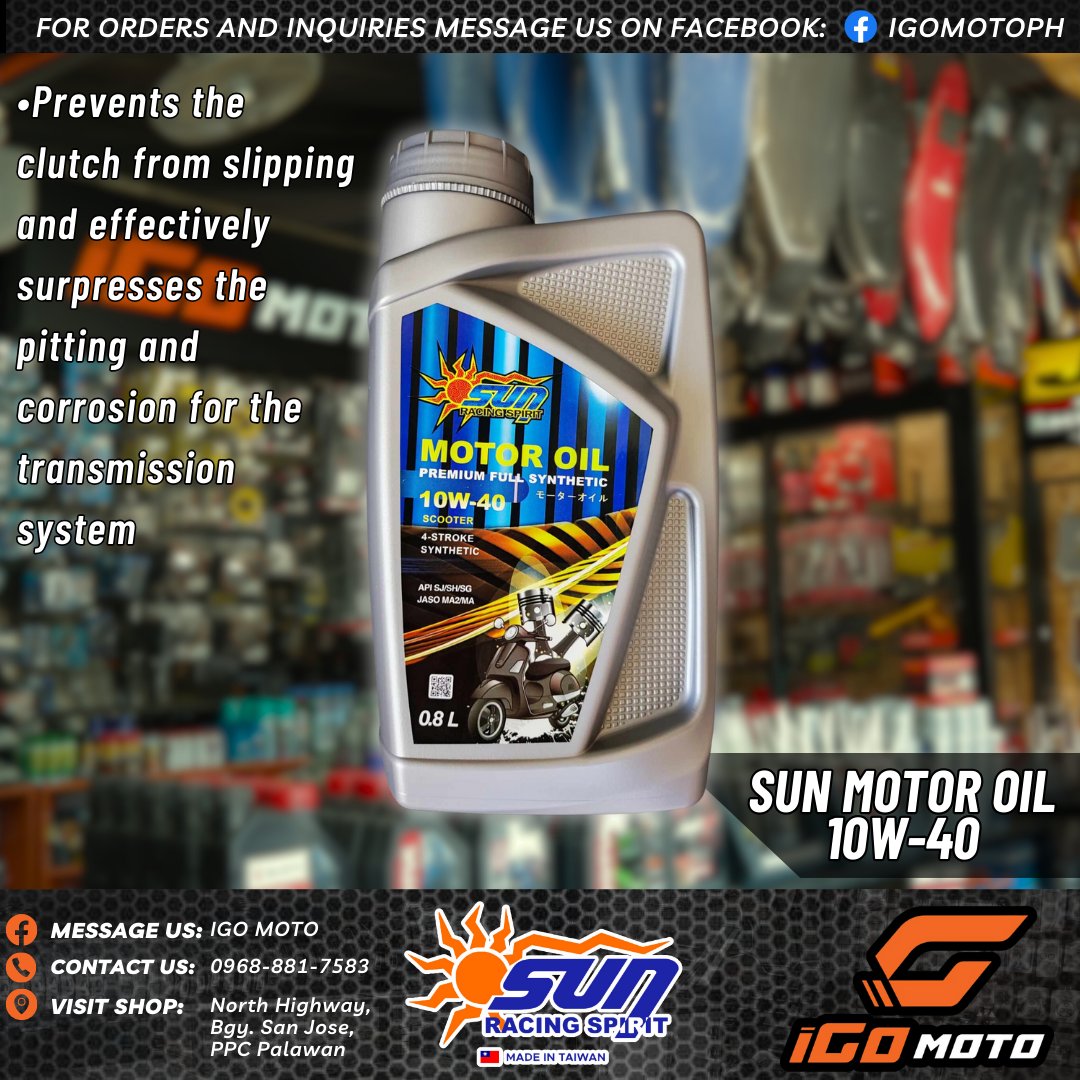 FOR ORDERS AND INQUIRIES MESSAGE US ON FACEBOOK: IGOMOTOPH
•Prevents the
clutch from slipping
and effectively
surpresses the
pitting and
corrosion for the
transmission
system
iGO MOT
SUN
RACING SPIRIT
MOTOR OIL
PREMIUM FULL SYNTHETIC
10W-40 モーターオイル
SCOOTER
4-STROKE
SYNTHETIC
API SJ/SH/SG
JASO MA2/MA
0.8 L
SUN MOTOR OIL
10W-40
MESSAGE US: IGO MOTO
CONTACT US: 0968-881-7583
VISIT SHOP: North Highway,
Bgy. San Jose,
PPC Palawan
SUN
RACING SPIRIT
MADE IN TAIWAN
iGO MOTO